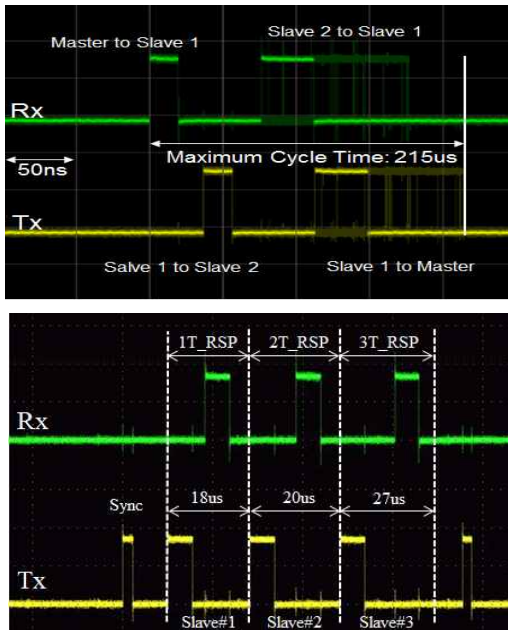 Master to Slave 1
Slave 2 to Slave 1
Rx
Maximum Cycle Time: 215us
50ns
Tx
Salve 1 to Slave 2
Slave 1 to Master
1T_RSP
2T_RSP
3T_RSP
Rx
Sync
18us
20us
27us
Tx
Slave#1
Slave#2
Slave#3